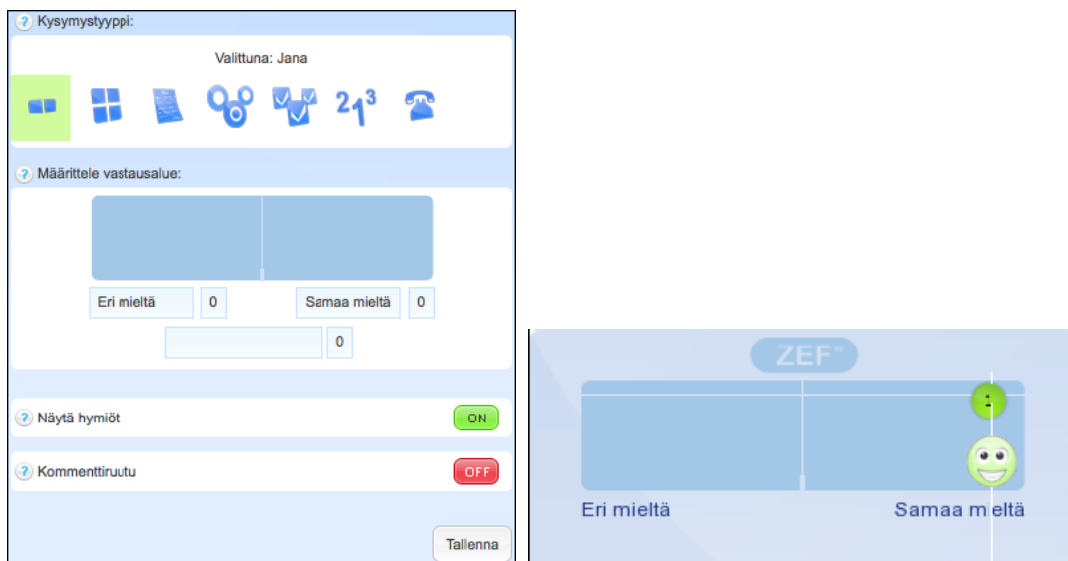 Kysymystyyppi:
Valittuna: Jana
2 1 3
Määrittele vastausalue:
Eri mieltä 0 Samaa mieltä 0
0
Näytä hymiöt ON
Kommenttiruutu OFF
Tallenna
ZEF
1
Eri mieltä Samaa mieltä